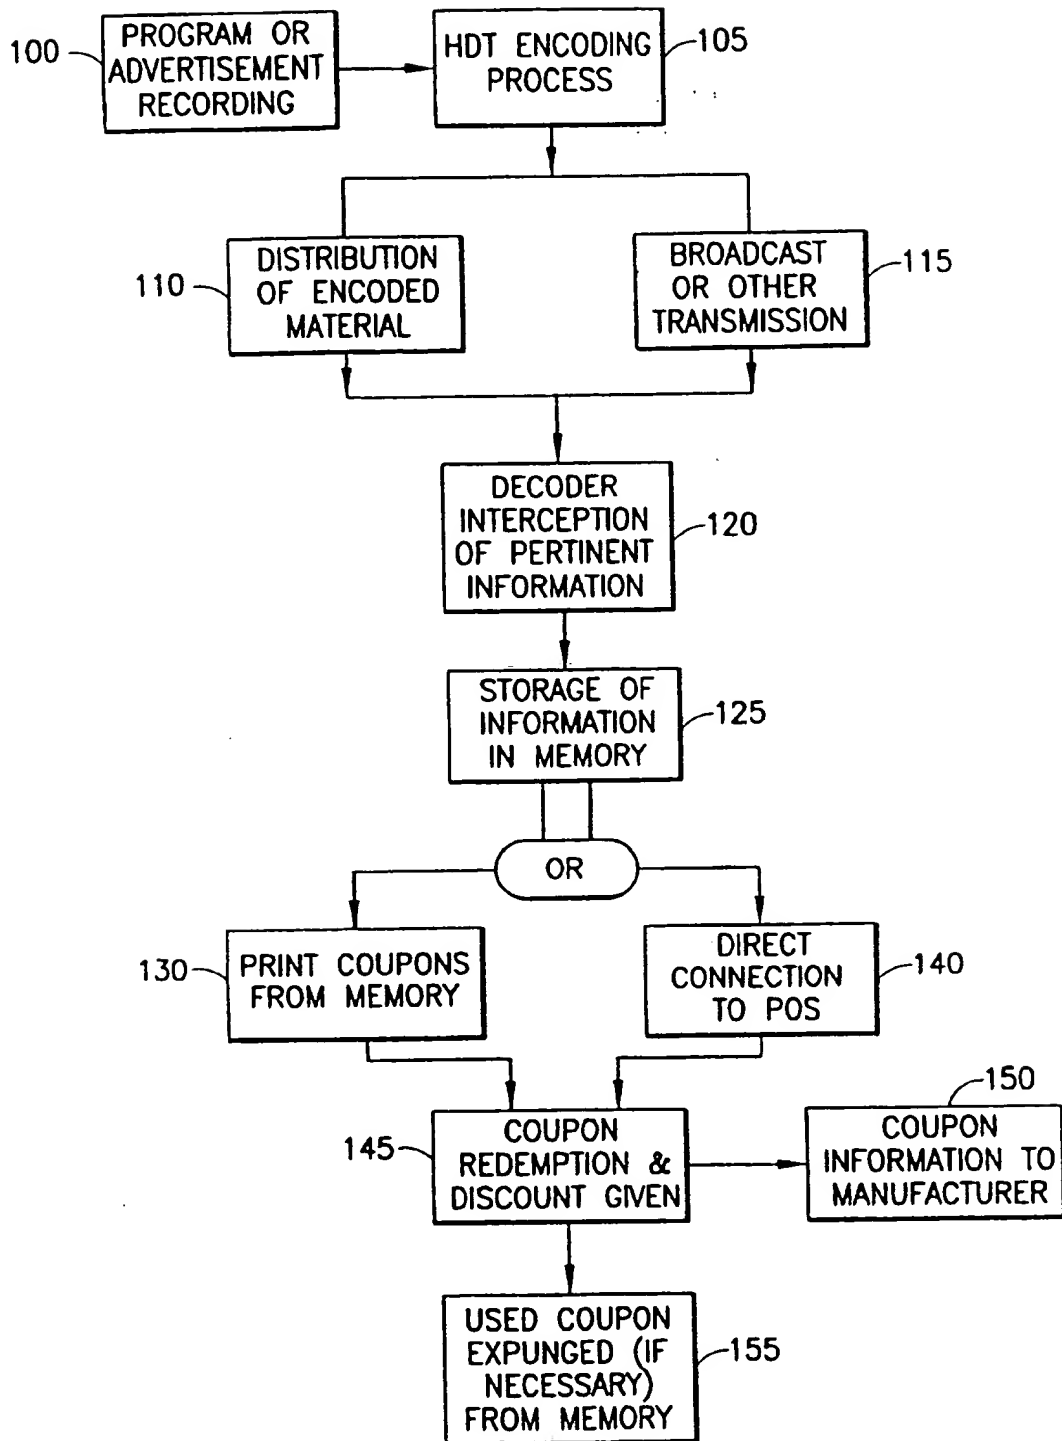 100
PROGRAM OR
ADVERTISEMENT
RECORDING
HDT ENCODING
PROCESS
105
110
DISTRIBUTION
OF ENCODED
MATERIAL
BROADCAST
OR OTHER
TRANSMISSION
115
DECODER
INTERCEPTION
OF PERTINENT
INFORMATION
120
STORAGE OF
INFORMATION
IN MEMORY
125
OR
130
PRINT COUPONS
FROM MEMORY
DIRECT
CONNECTION
TO POS
140
145
COUPON
REDEMPTION &
DISCOUNT GIVEN
150
COUPON
INFORMATION TO
MANUFACTURER
USED COUPON
EXPUNGED (IF
NECESSARY)
FROM MEMORY
155